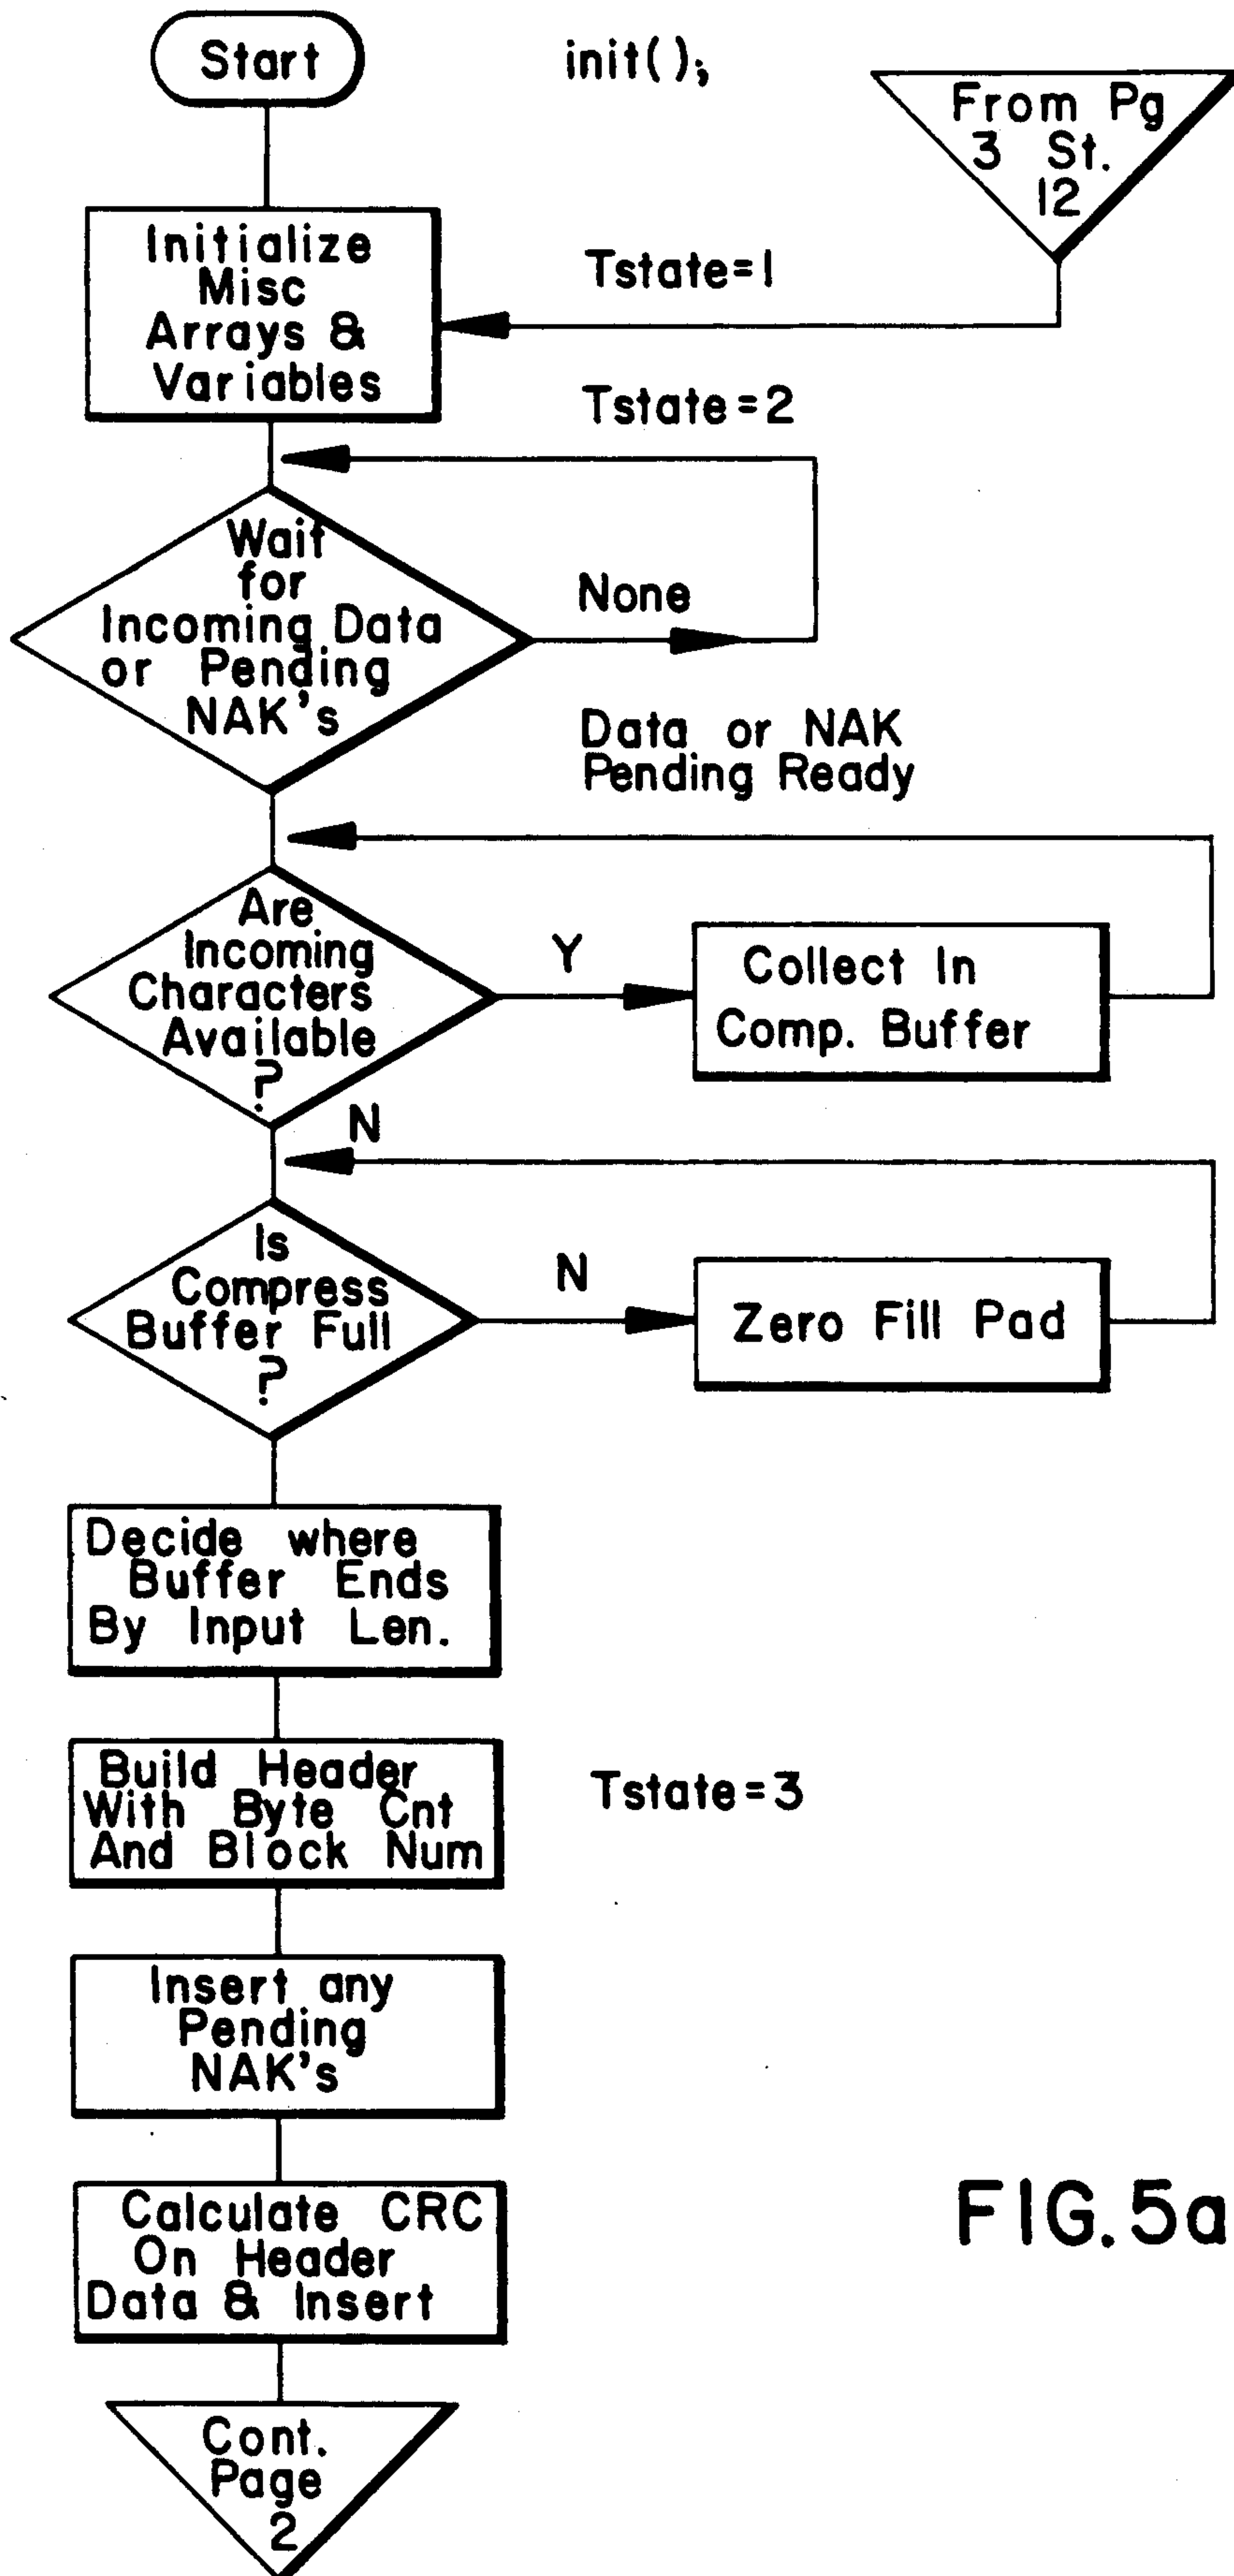 Start
init();
From Pg
3 St.
12
Initialize
Misc
Arrays &
Variables
Tstate=1
Tstate=2
Wait
for
Incoming Data
or Pending
NAK's
None
Data or NAK
Pending Ready
Are
Incoming
Characters
Available
?
Y
Collect In
Comp. Buffer
N
Is
Compress
Buffer Full
?
N
Zero Fill Pad
Decide where
Buffer Ends
By Input Len.
Build Header
With Byte Cnt
And Block Num
Tstate=3
Insert any
Pending
NAK's
Calculate CRC
On Header
Data & Insert
Cont.
Page
2
FIG.5a